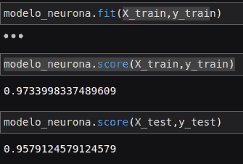 modelo_neurona.fit(X_train,y_train)
modelo_neurona.score(X_train,y_train)
0.9733998337489609
modelo_neurona.score(X_test,y_test)
0.9579124579124579